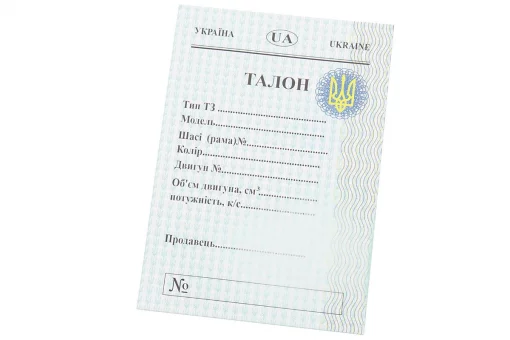 УКРАЇНА UA UKRAINE
ТАЛОН
Тип ТЗ ..............................
Модель..............................
Шасі (рама)№......................
Колір.................................
Двигун №...........................
Об'єм двигуна, см³..............
потужність, к/с....................
Продавець.........................
№